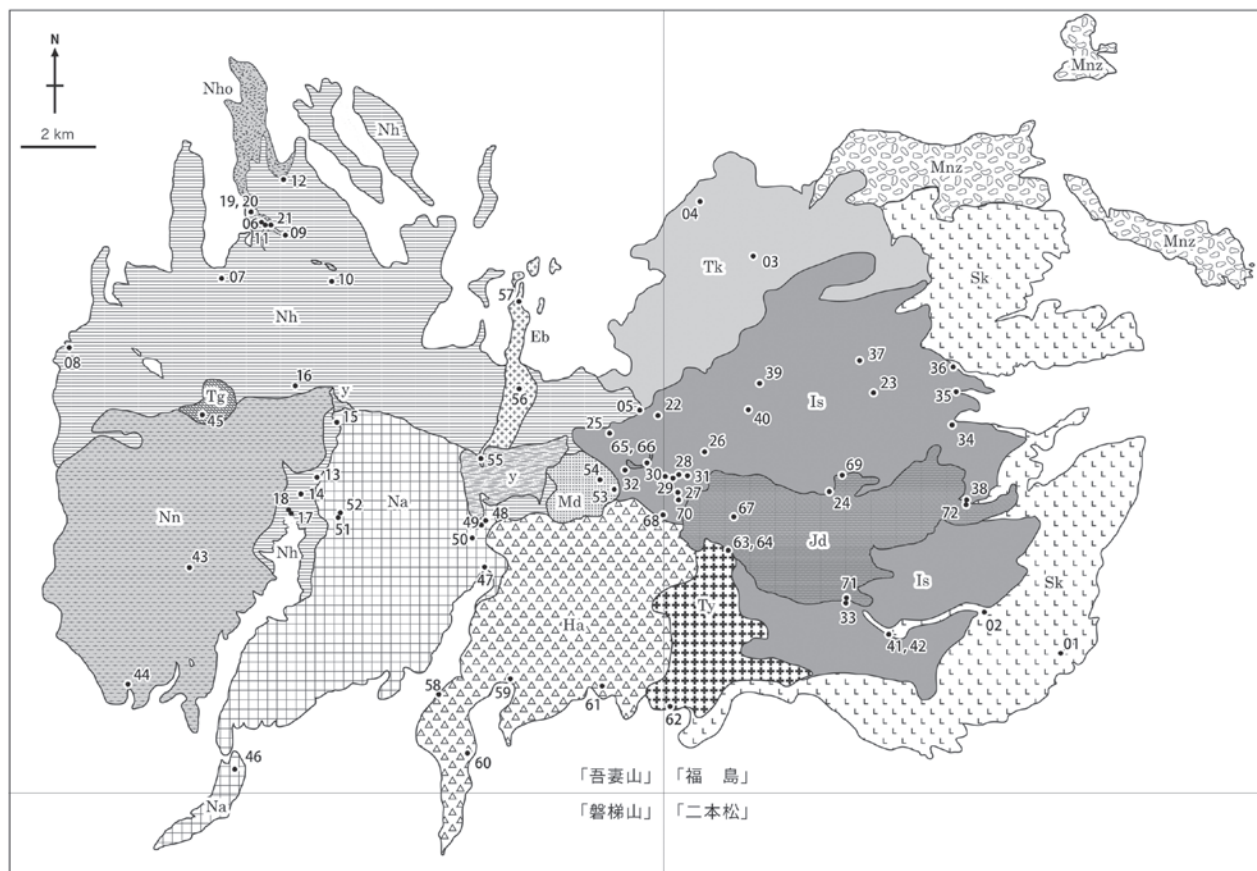 N
2 km
Nho
Nh
Mnz
Mnz
Mnz
12
19, 20
06
21
11
09
04
03
Tk
Sk
07
10
57
Nh
Eb
08
16
y
Tg
45
15
56
05
22
39
37
23
36
35
Is
40
34
25
55
65, 66
26
54
y
Md
53
32
30
28
31
29
27
70
69
24
38
72
13
14
18
17
52
51
Na
Nn
49
48
50
68
67
63, 64
Jd
43
Nh
47
71
33
Is
Sk
Ha
Ty
41, 42
02
01
44
58
59
61
62
46
60
Na
「吾妻山」
「福 島」
「磐梯山」
「二本松」